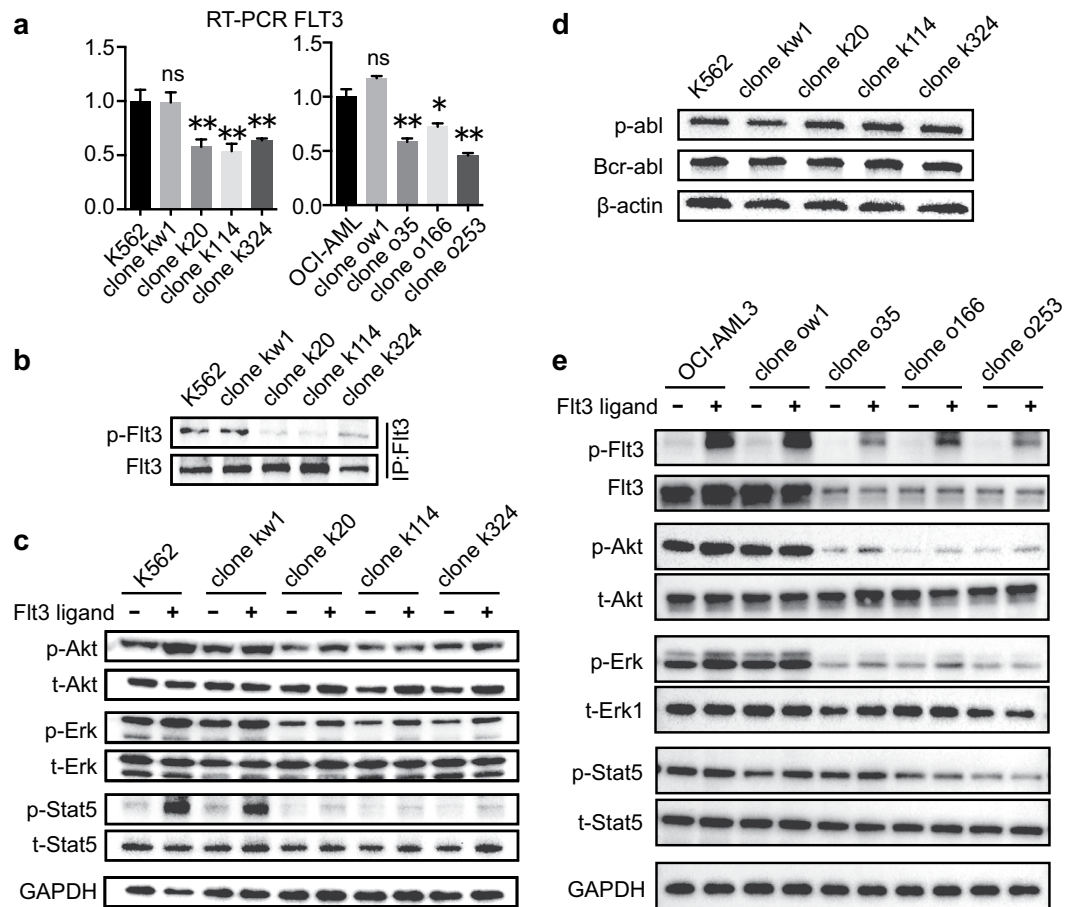 a
RT-PCR FLT3
1.5
1.0
0.5
0.0
ns
**
**
**
K562
clone kw1
clone k20
clone k114
clone k324
1.5
1.0
0.5
0.0
ns
**
*
**
OCI-AML
clone ow1
clone o35
clone o166
clone o253
b
K562
clone kw1
clone k20
clone k114
clone k324
p-Flt3
Flt3
IP:Flt3
c
K562
clone kw1
clone k20
clone k114
clone k324
Flt3 ligand - + - + - + - + - +
p-Akt
t-Akt
p-Erk
t-Erk
p-Stat5
t-Stat5
GAPDH
d
K562
clone kw1
clone k20
clone k114
clone k324
p-abl
Bcr-abl
β-actin
e
OCI-AML3
clone ow1
clone o35
clone o166
clone o253
Flt3 ligand - + - + - + - + - +
p-Flt3
Flt3
p-Akt
t-Akt
p-Erk
t-Erk1
p-Stat5
t-Stat5
GAPDH